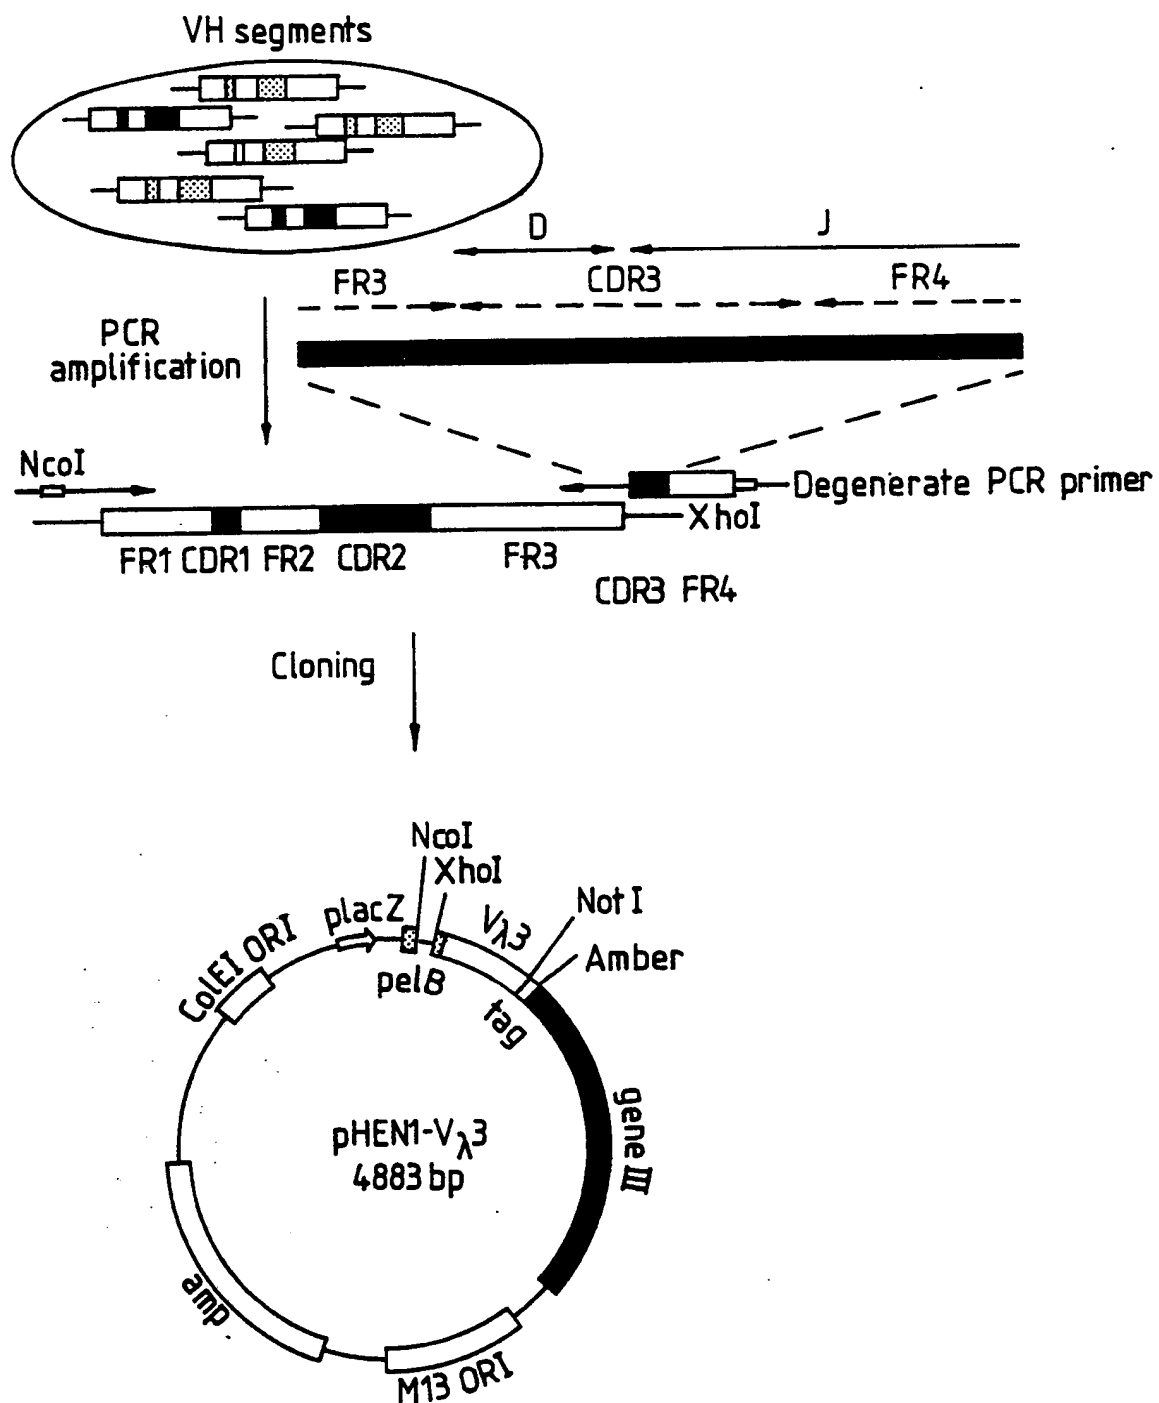 VH segments
D
J
FR3
CDR3
FR4
PCR
amplification
NcoI
Degenerate PCR primer
XhoI
FR1 CDR1 FR2 CDR2 FR3
CDR3 FR4
Cloning
NcoI
XhoI
placZ
Vλ3
Not I
Amber
ColEI ORI
pelB
tag
gene III
pHEN1-Vλ3
4883 bp
amp
M13 ORI